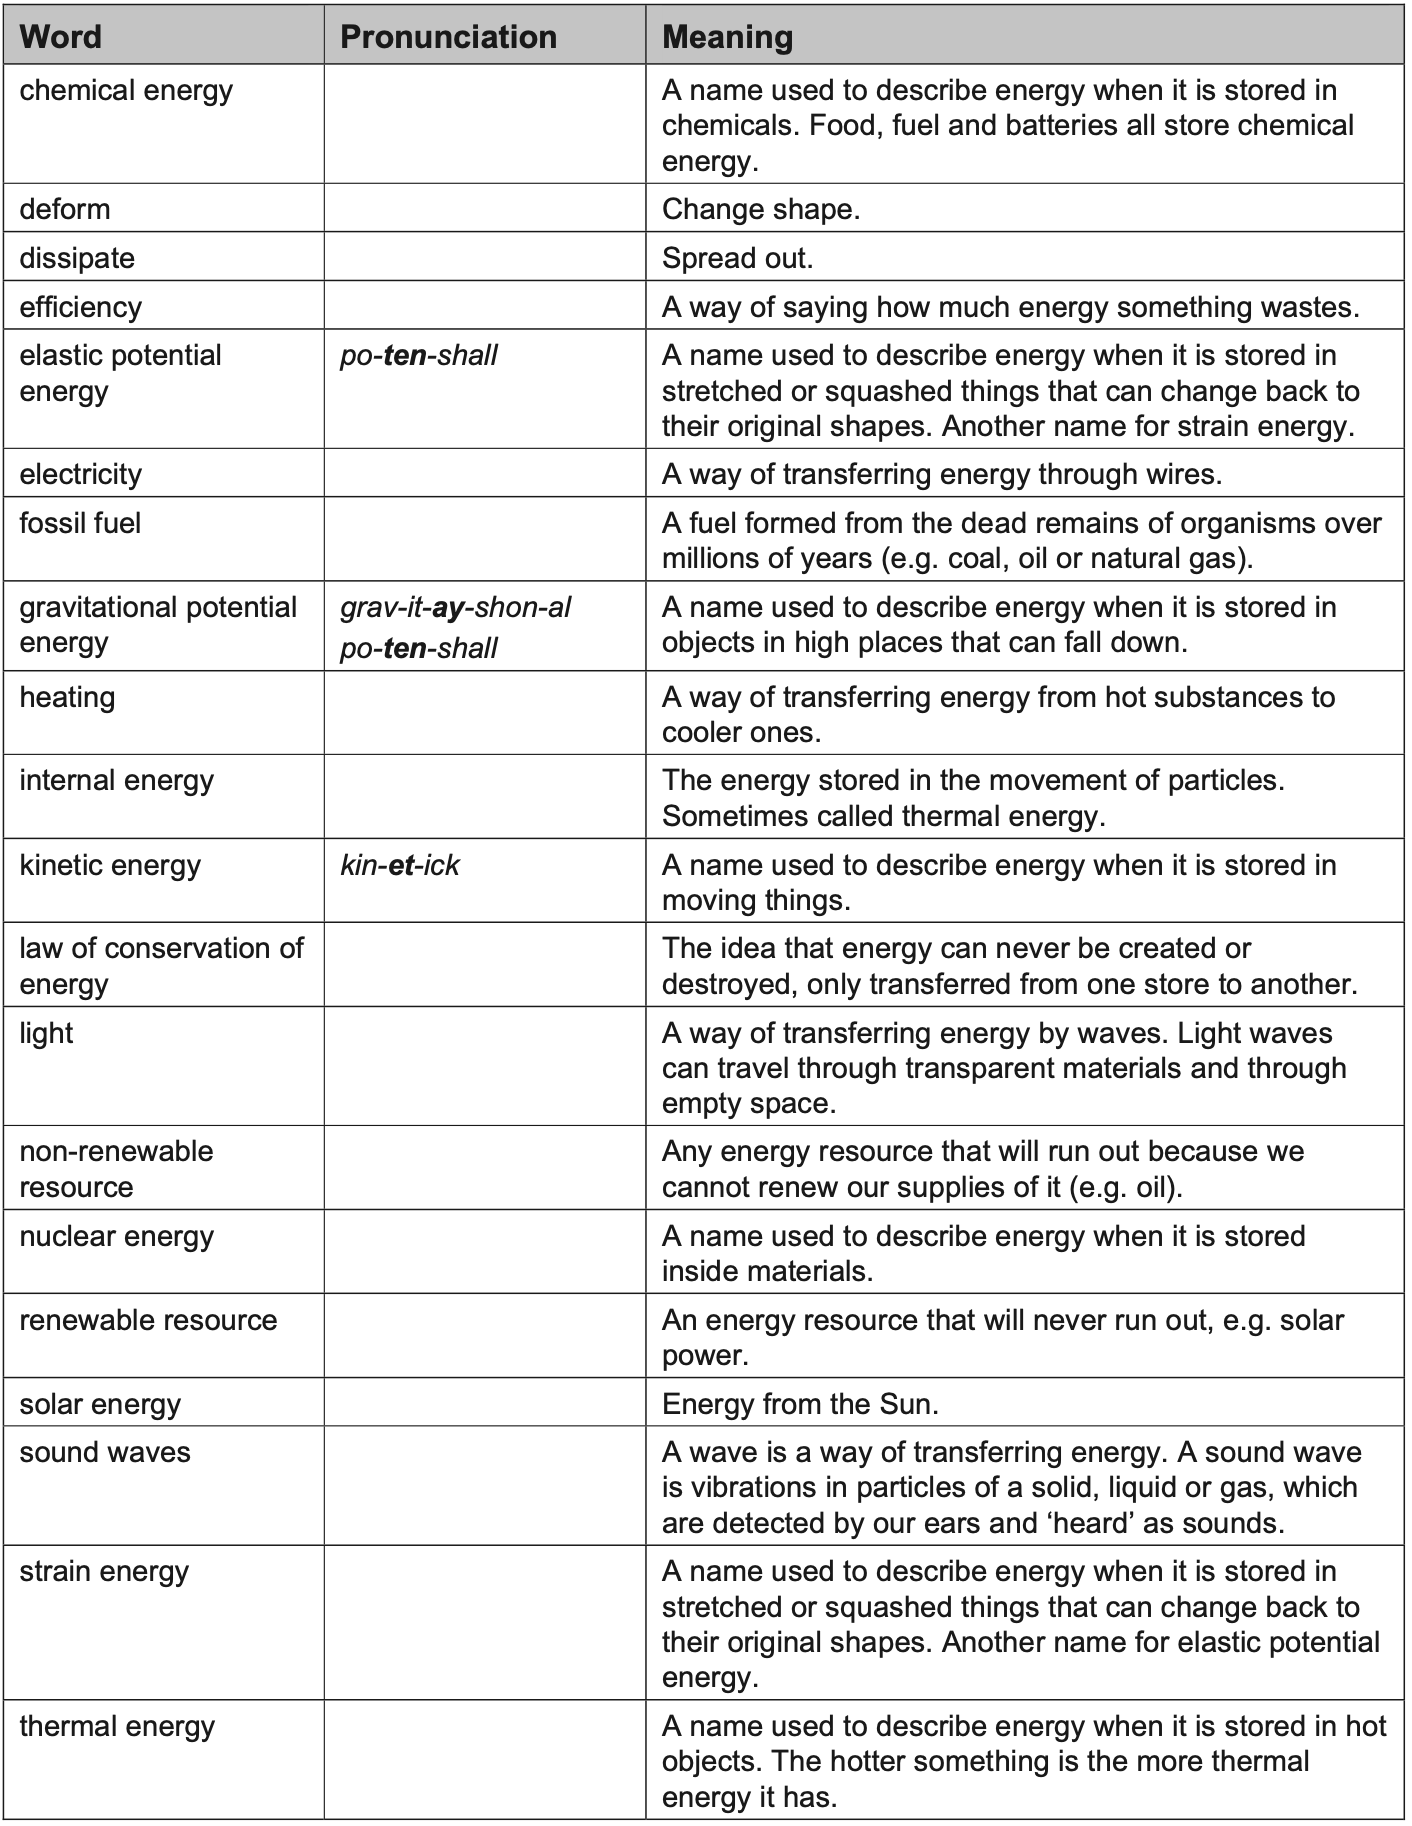 Word Pronunciation Meaning
chemical energy A name used to describe energy when it is stored in
chemicals. Food, fuel and batteries all store chemical
energy.
deform Change shape.
dissipate Spread out.
efficiency A way of saying how much energy something wastes.
elastic potential po-ten-shall A name used to describe energy when it is stored in
energy stretched or squashed things that can change back to
their original shapes. Another name for strain energy.
electricity A way of transferring energy through wires.
fossil fuel A fuel formed from the dead remains of organisms over
millions of years (e.g. coal, oil or natural gas).
gravitational potential grav-it-ay-shon-al A name used to describe energy when it is stored in
energy po-ten-shall objects in high places that can fall down.
heating A way of transferring energy from hot substances to
cooler ones.
internal energy The energy stored in the movement of particles.
Sometimes called thermal energy.
kinetic energy kin-et-ick A name used to describe energy when it is stored in
moving things.
law of conservation of The idea that energy can never be created or
energy destroyed, only transferred from one store to another.
light A way of transferring energy by waves. Light waves
can travel through transparent materials and through
empty space.
non-renewable Any energy resource that will run out because we
resource cannot renew our supplies of it (e.g. oil).
nuclear energy A name used to describe energy when it is stored
inside materials.
renewable resource An energy resource that will never run out, e.g. solar
power.
solar energy Energy from the Sun.
sound waves A wave is a way of transferring energy. A sound wave
is vibrations in particles of a solid, liquid or gas, which
are detected by our ears and ‘heard’ as sounds.
strain energy A name used to describe energy when it is stored in
stretched or squashed things that can change back to
their original shapes. Another name for elastic potential
energy.
thermal energy A name used to describe energy when it is stored in hot
objects. The hotter something is the more thermal
energy it has.